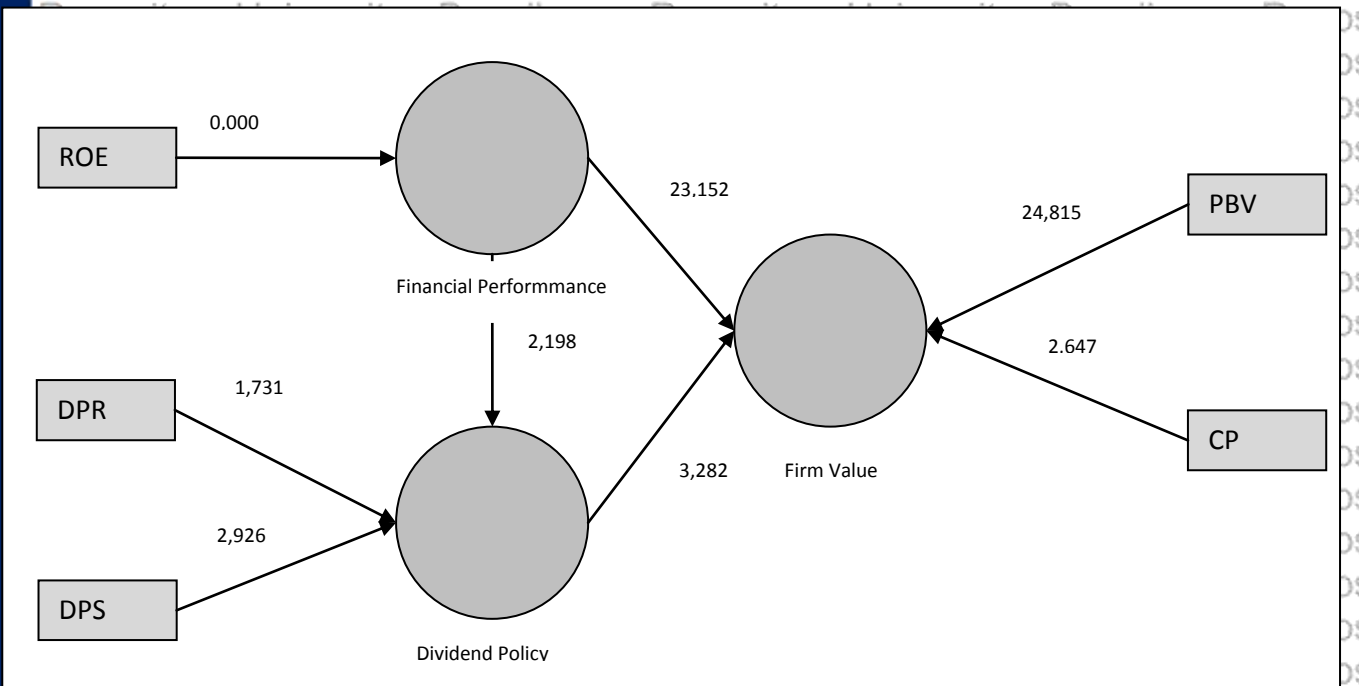 0,000
ROE
23,152
PBV
24,815
Financial Performmance
2,198
2.647
1,731
DPR
CP
3,282
Firm Value
2,926
DPS
Dividend Policy